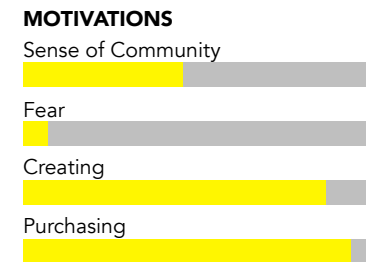 MOTIVATIONS
Sense of Community
Fear
Creating
Purchasing